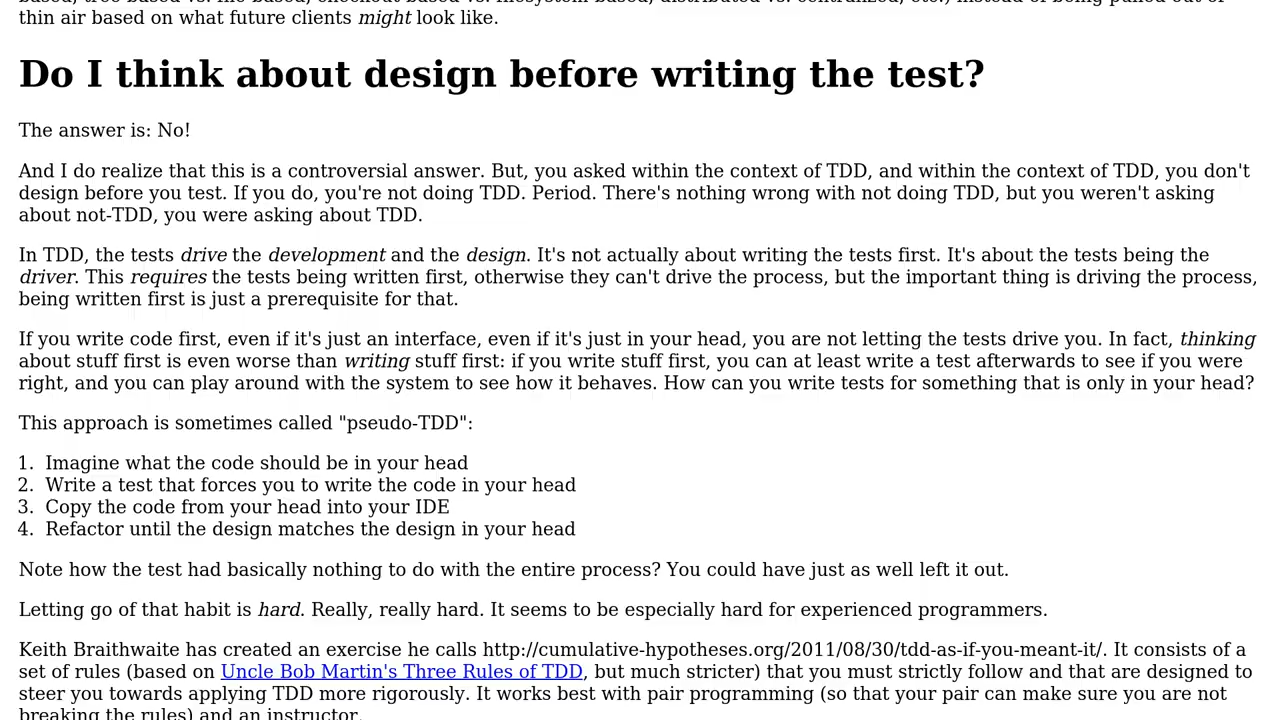 thin air based on what future clients might look like.
Do I think about design before writing the test?
The answer is: No!
And I do realize that this is a controversial answer. But, you asked within the context of TDD, and within the context of TDD, you don't
design before you test. If you do, you're not doing TDD. Period. There's nothing wrong with not doing TDD, but you weren't asking
about not-TDD, you were asking about TDD.
In TDD, the tests drive the development and the design. It's not actually about writing the tests first. It's about the tests being the
driver. This requires the tests being written first, otherwise they can't drive the process, but the important thing is driving the process,
being written first is just a prerequisite for that.
If you write code first, even if it's just an interface, even if it's just in your head, you are not letting the tests drive you. In fact, thinking
about stuff first is even worse than writing stuff first: if you write stuff first, you can at least write a test afterwards to see if you were
right, and you can play around with the system to see how it behaves. How can you write tests for something that is only in your head?
This approach is sometimes called "pseudo-TDD":
1. Imagine what the code should be in your head
2. Write a test that forces you to write the code in your head
3. Copy the code from your head into your IDE
4. Refactor until the design matches the design in your head
Note how the test had basically nothing to do with the entire process? You could have just as well left it out.
Letting go of that habit is hard. Really, really hard. It seems to be especially hard for experienced programmers.
Keith Braithwaite has created an exercise he calls http://cumulative-hypotheses.org/2011/08/30/tdd-as-if-you-meant-it/. It consists of a
set of rules (based on Uncle Bob Martin's Three Rules of TDD, but much stricter) that you must strictly follow and that are designed to
steer you towards applying TDD more rigorously. It works best with pair programming (so that your pair can make sure you are not
breaking the rules) and an instructor.